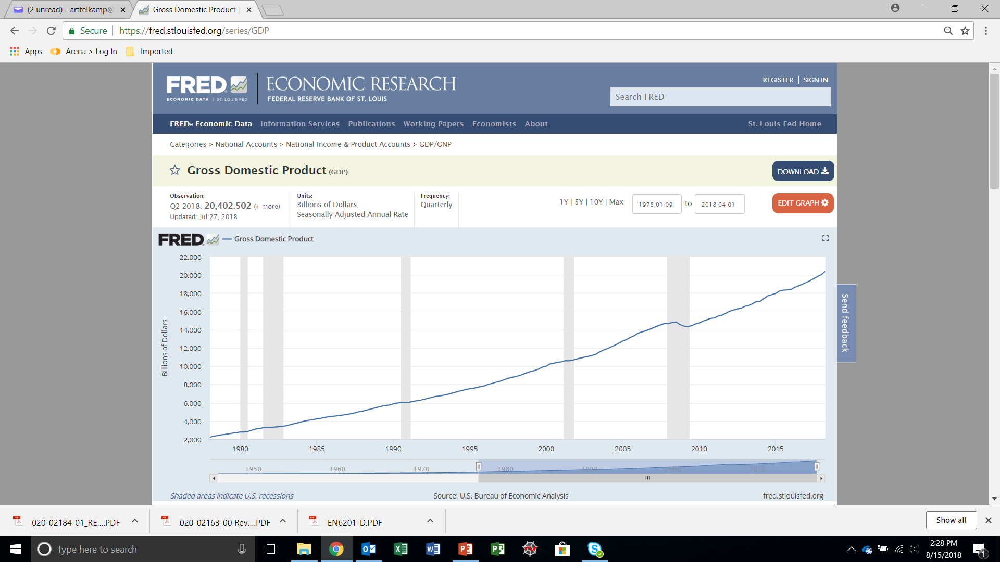 (2 unread) - arttelkamp@
Gross Domestic Product |
Secure https://fred.stlouisfed.org/series/GDP
Apps Arena > Log In Imported
FRED ECONOMIC RESEARCH
ECONOMIC DATA | ST. LOUIS FED FEDERAL RESERVE BANK OF ST. LOUIS
REGISTER | SIGN IN
Search FRED
FRED® Economic Data Information Services Publications Working Papers Economists About St. Louis Fed Home
Categories > National Accounts > National Income & Product Accounts > GDP/GNP
Gross Domestic Product (GDP) DOWNLOAD
Observation: Units: Frequency:
Q2 2018: 20,402.502 (+ more) Billions of Dollars, Quarterly
Updated: Jul 27, 2018 Seasonally Adjusted Annual Rate
1Y | 5Y | 10Y | Max 1978-01-09 to 2018-04-01 EDIT GRAPH
FRED Gross Domestic Product
22,000
20,000
18,000
16,000
14,000
12,000
10,000
8,000
6,000
4,000
2,000
Billions of Dollars
1980 1985 1990 1995 2000 2005 2010 2015
1950 1960 1970 1980 1990 2000 2010
Shaded areas indicate U.S. recessions Source: U.S. Bureau of Economic Analysis fred.stlouisfed.org
Send feedback
020-02184-01_RE....PDF 020-02163-00 Rev....PDF EN6201-D.PDF Show all
Type here to search
2:28 PM
8/15/2018
1